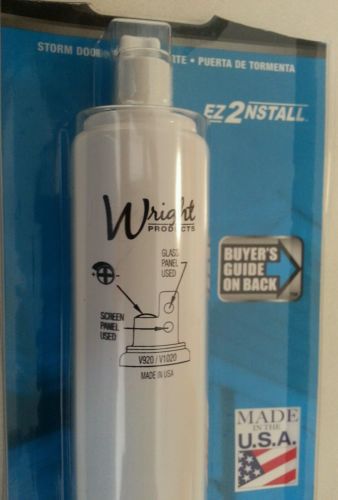 STORM DOOR
PUERTA DE TORMENTA
EZ2NSTALL
Wright
PRODUCTS
GLASS
PANEL
USED
SCREEN
PANEL
USED
V920 / V1020
MADE IN USA
BUYER'S
GUIDE
ON BACK
MADE
IN THE
U.S.A.